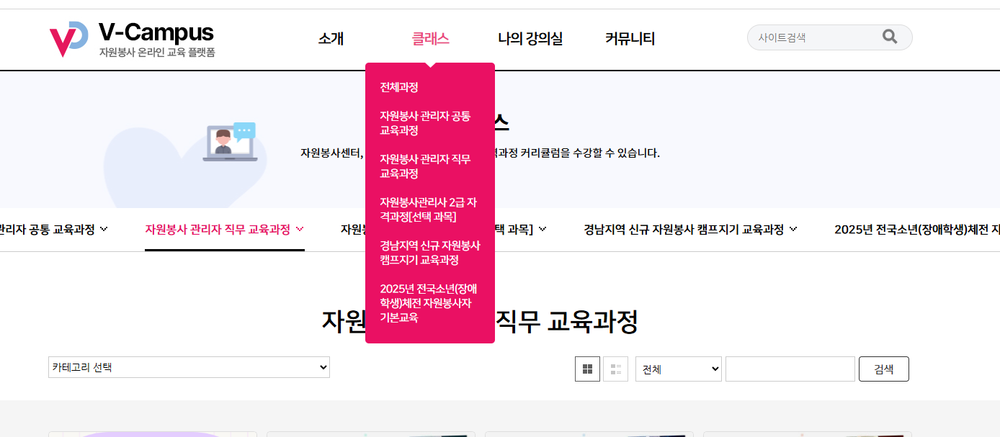 V-Campus
자원봉사 온라인 교육 플랫폼
소개
클래스
나의 강의실
커뮤니티
사이트검색
전체과정
자원봉사 관리자 공통
교육과정
자원봉사 관리자 직무
교육과정
자원봉사관리사 2급 자
격과정[선택 과목]
경남지역 신규 자원봉사
캠프지기 교육과정
2025년 전국소년(장애
학생)체전 자원봉사자
기본교육
스
자원봉사센터, 격과정 커리큘럼을 수강할 수 있습니다.
관리자 공통 교육과정
자원봉사 관리자 직무 교육과정
자원봉 택 과목]
경남지역 신규 자원봉사 캠프지기 교육과정
2025년 전국소년(장애학생)체전 자
자원 직무 교육과정
카테고리 선택
전체
검색